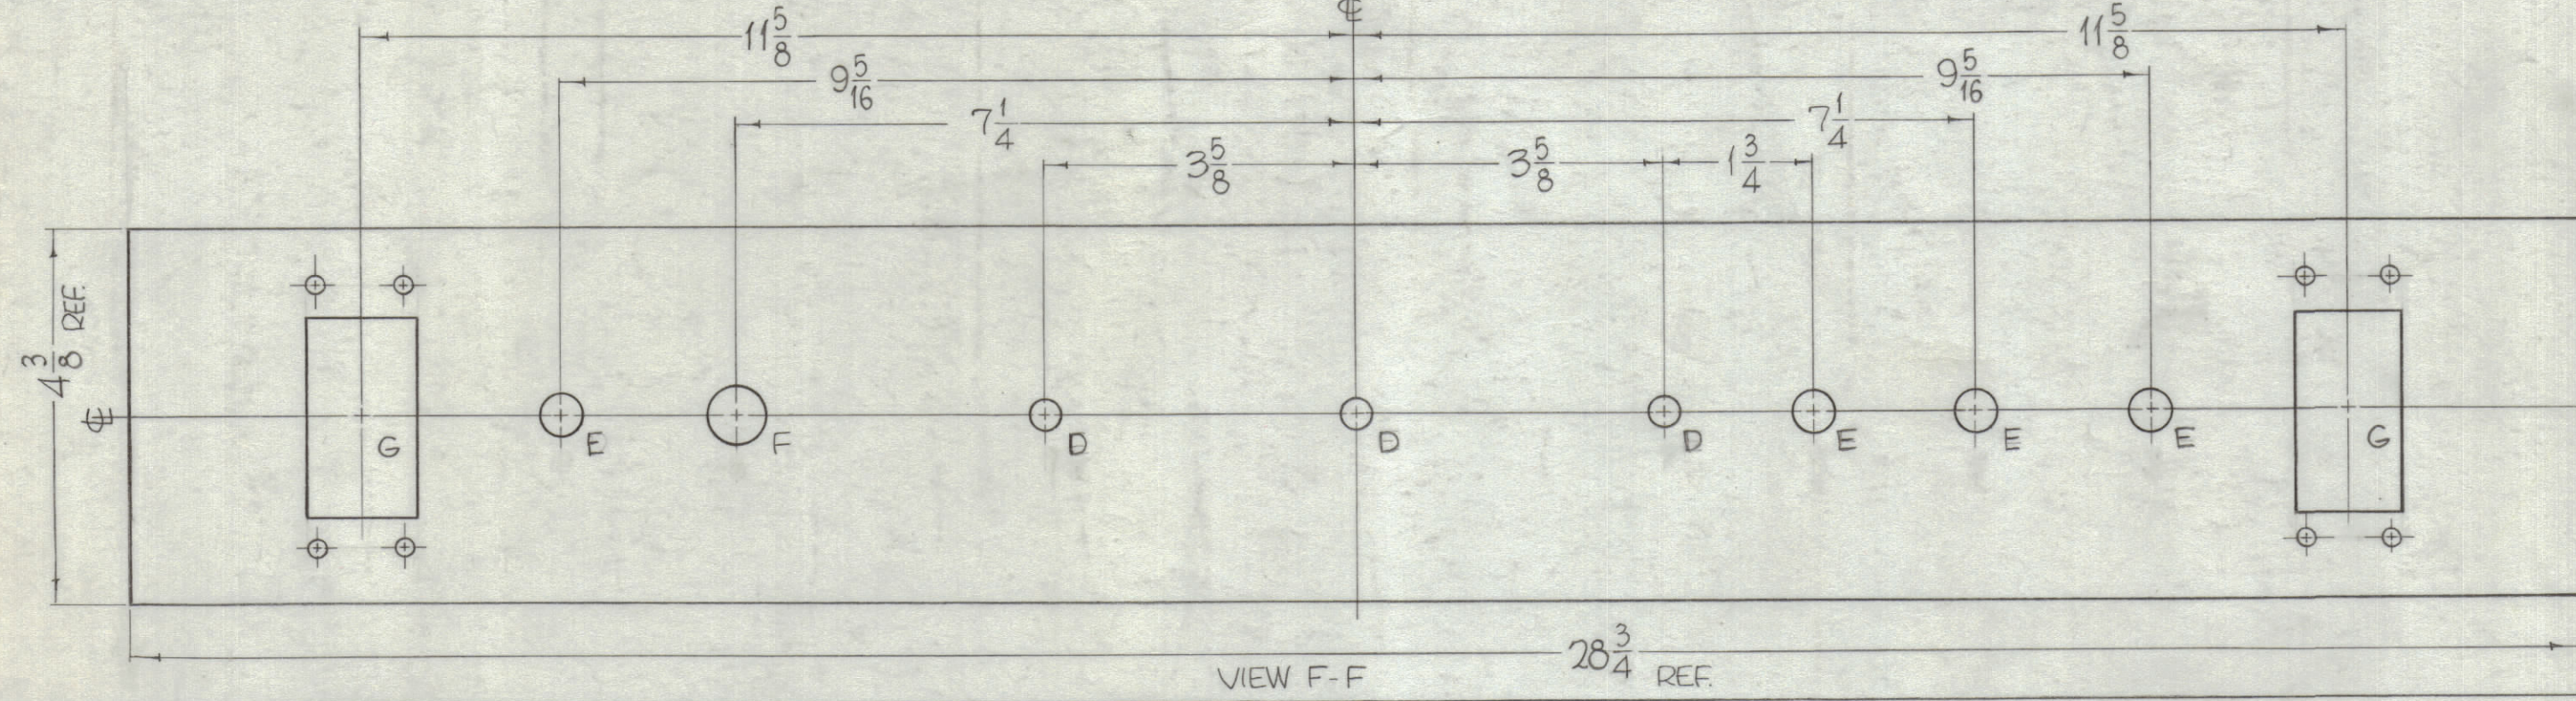 ℄
11 5/8
11 5/8
9 5/16
9 5/16
7 1/4
7 1/4
3 5/8
3 5/8
1 3/4
4 3/8 REF.
℄
G
E
F
D
D
D
E
E
E
G
28 3/4 REF.
VIEW F-F